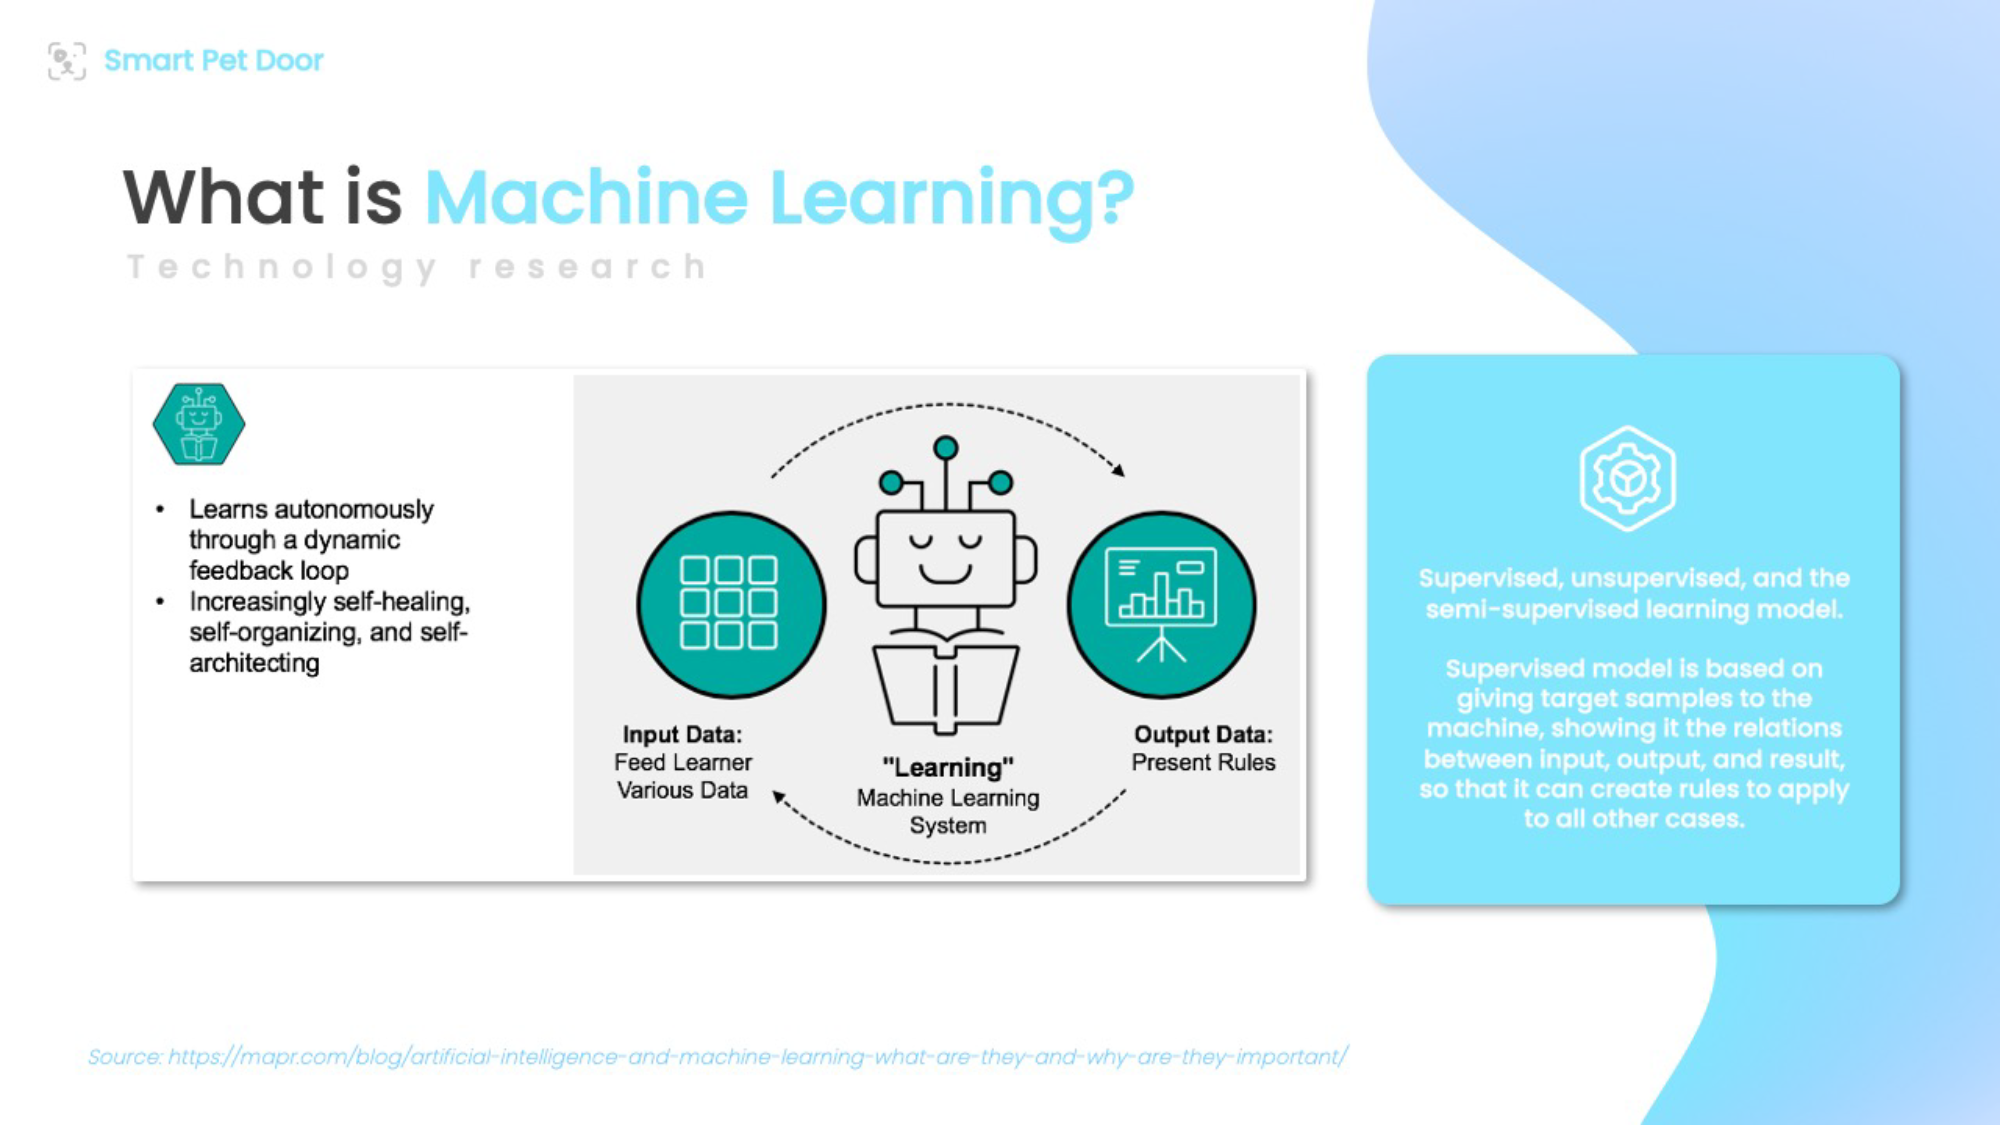 Smart Pet Door
What is Machine Learning?
Technology research
• Learns autonomously
through a dynamic
feedback loop
• Increasingly self-healing,
self-organizing, and self-
architecting
Input Data:
Feed Learner
Various Data
"Learning"
Machine Learning
System
Output Data:
Present Rules
Supervised, unsupervised, and the
semi-supervised learning model.
Supervised model is based on
giving target samples to the
machine, showing it the relations
between input, output, and result,
so that it can create rules to apply
to all other cases.
Source: https://mapr.com/blog/artificial-intelligence-and-machine-learning-what-are-they-and-why-are-they-important/